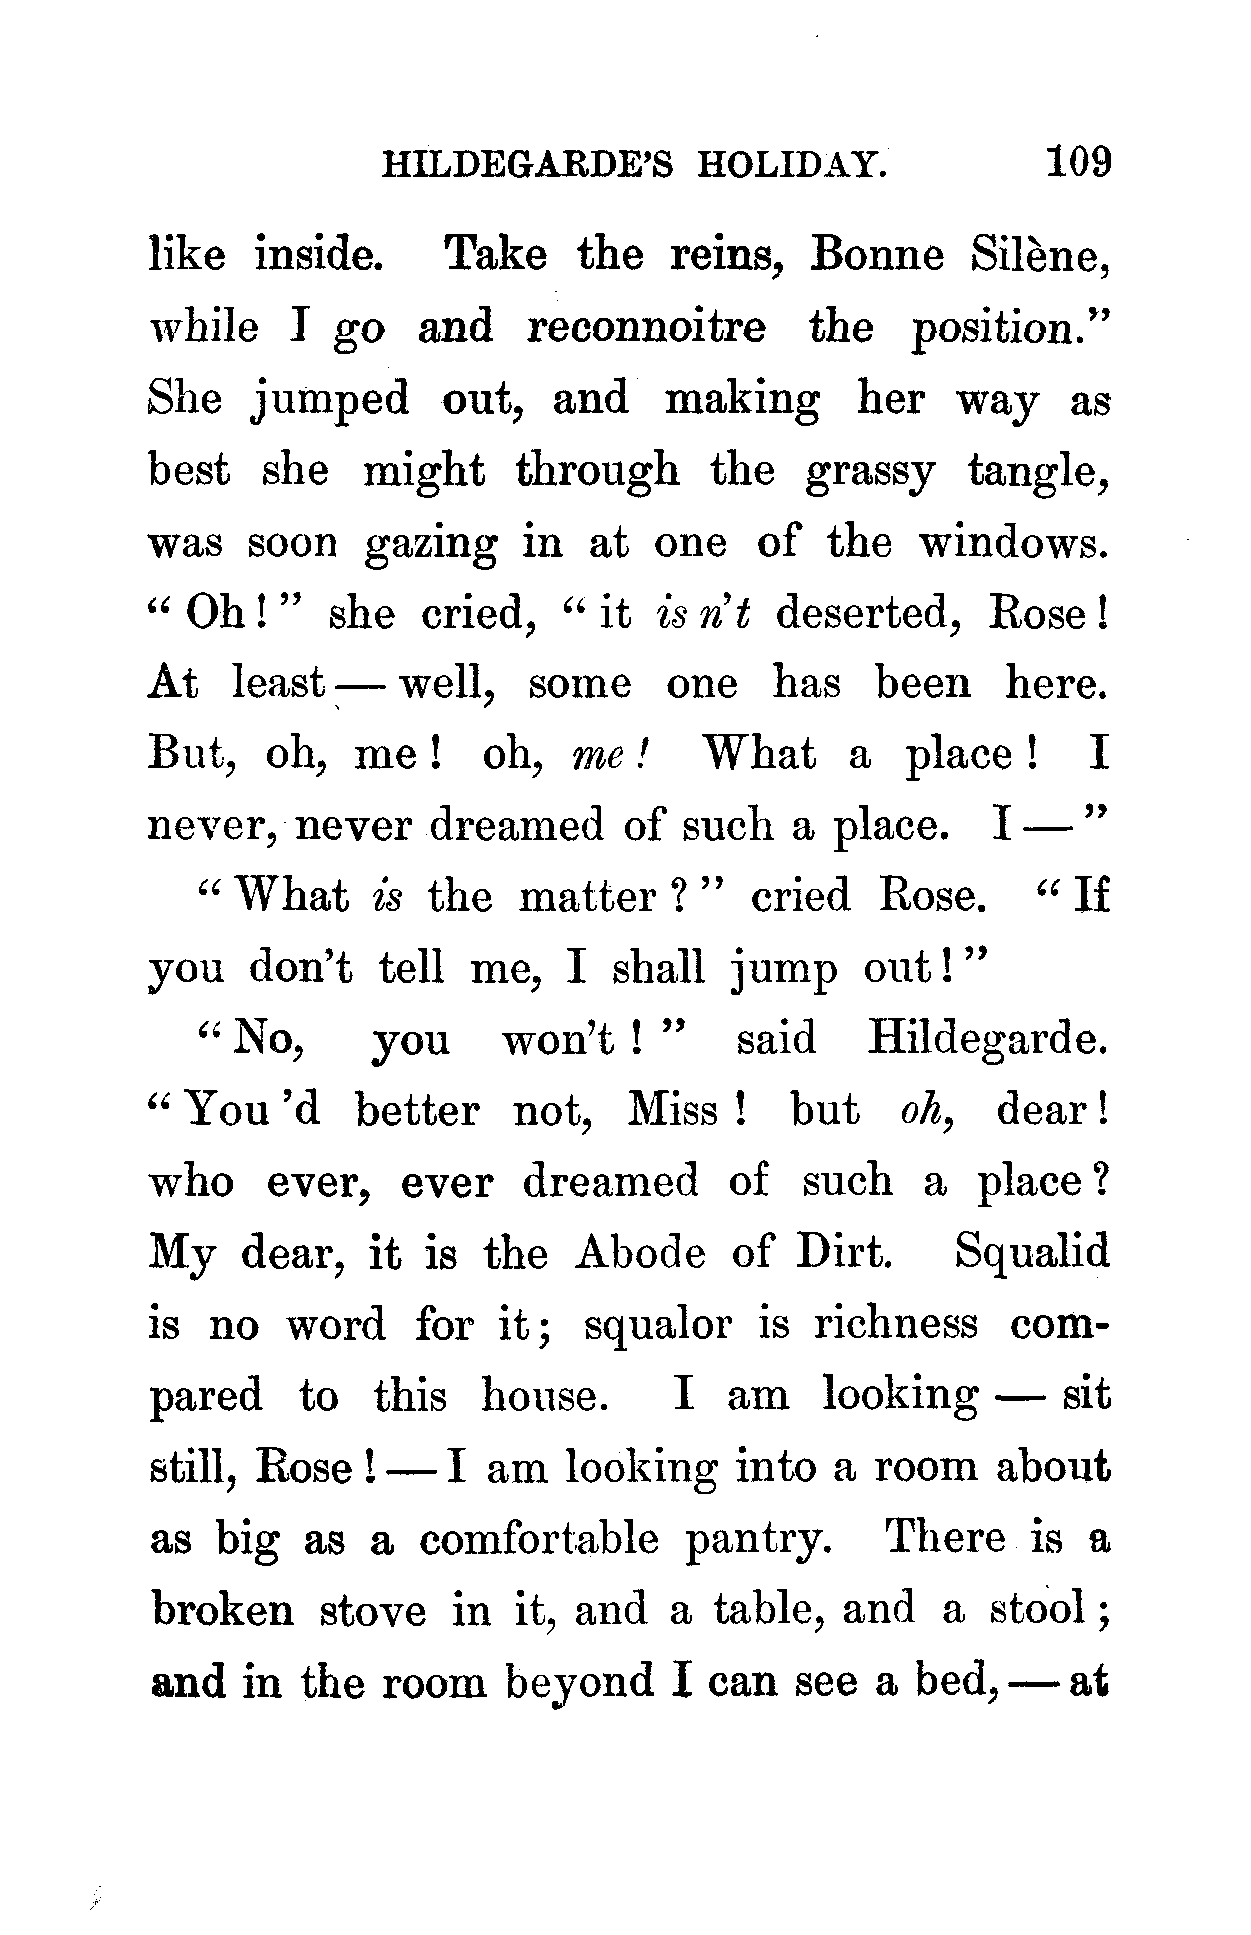 HILDEGARDE'S HOLIDAY. 109
like inside. Take the reins, Bonne Silène,
while I go and reconnoitre the position."
She jumped out, and making her way as
best she might through the grassy tangle,
was soon gazing in at one of the windows.
" Oh ! " she cried, " it is n't deserted, Rose !
At least — well, some one has been here.
But, oh, me ! oh, me ! What a place ! I
never, never dreamed of such a place. I — "
" What is the matter ? " cried Rose. " If
you don't tell me, I shall jump out ! "
" No, you won't ! " said Hildegarde.
" You 'd better not, Miss ! but oh, dear !
who ever, ever dreamed of such a place ?
My dear, it is the Abode of Dirt. Squalid
is no word for it ; squalor is richness com-
pared to this house. I am looking — sit
still, Rose ! — I am looking into a room about
as big as a comfortable pantry. There is a
broken stove in it, and a table, and a stool ;
and in the room beyond I can see a bed, — at